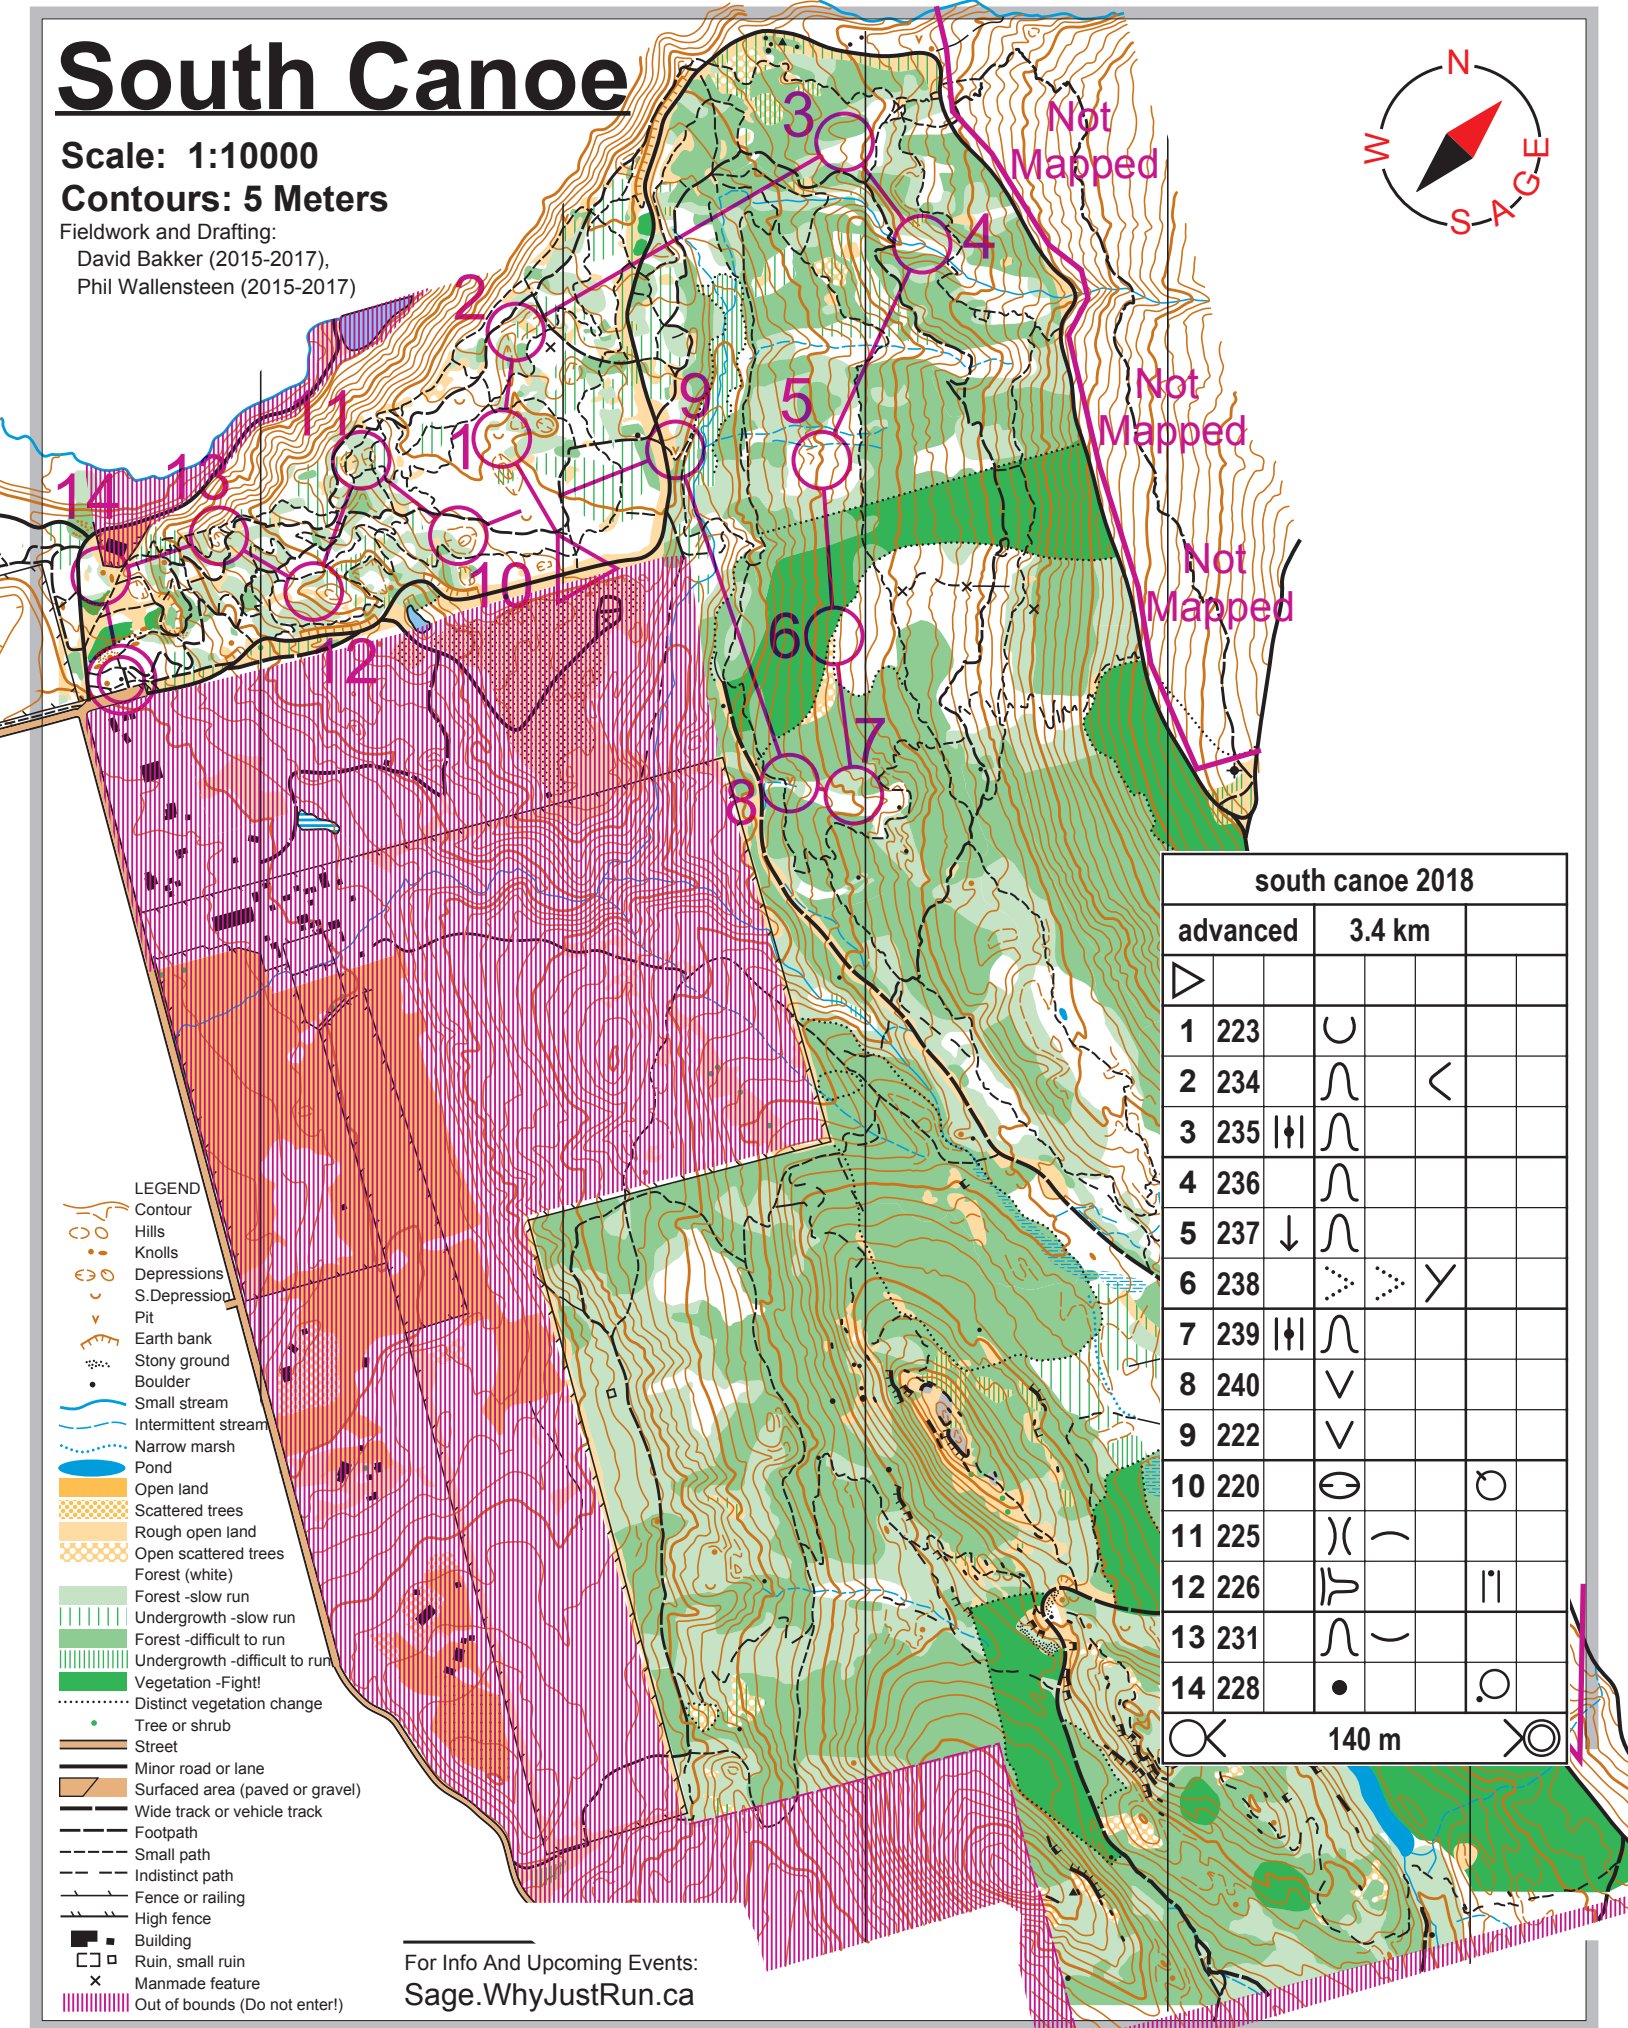 South Canoe
Scale: 1:10000
Contours: 5 Meters
Fieldwork and Drafting:
David Bakker (2015-2017),
Phil Wallensteen (2015-2017)
N
W
E
G
A
S
Not
Mapped
Not
Mapped
Not
Mapped
3
4
2
5
9
11
1
13
14
10
6
12
7
8
south canoe 2018
advanced 3.4 km
1 223
2 234
3 235
4 236
5 237
6 238
7 239
8 240
9 222
10 220
11 225
12 226
13 231
14 228
140 m
LEGEND
Contour
Hills
Knolls
Depressions
S.Depression
Pit
Earth bank
Stony ground
Boulder
Small stream
Intermittent stream
Narrow marsh
Pond
Open land
Scattered trees
Rough open land
Open scattered trees
Forest (white)
Forest -slow run
Undergrowth -slow run
Forest -difficult to run
Undergrowth -difficult to run
Vegetation -Fight!
Distinct vegetation change
Tree or shrub
Street
Minor road or lane
Surfaced area (paved or gravel)
Wide track or vehicle track
Footpath
Small path
Indistinct path
Fence or railing
High fence
Building
Ruin, small ruin
Manmade feature
Out of bounds (Do not enter!)
For Info And Upcoming Events:
Sage.WhyJustRun.ca